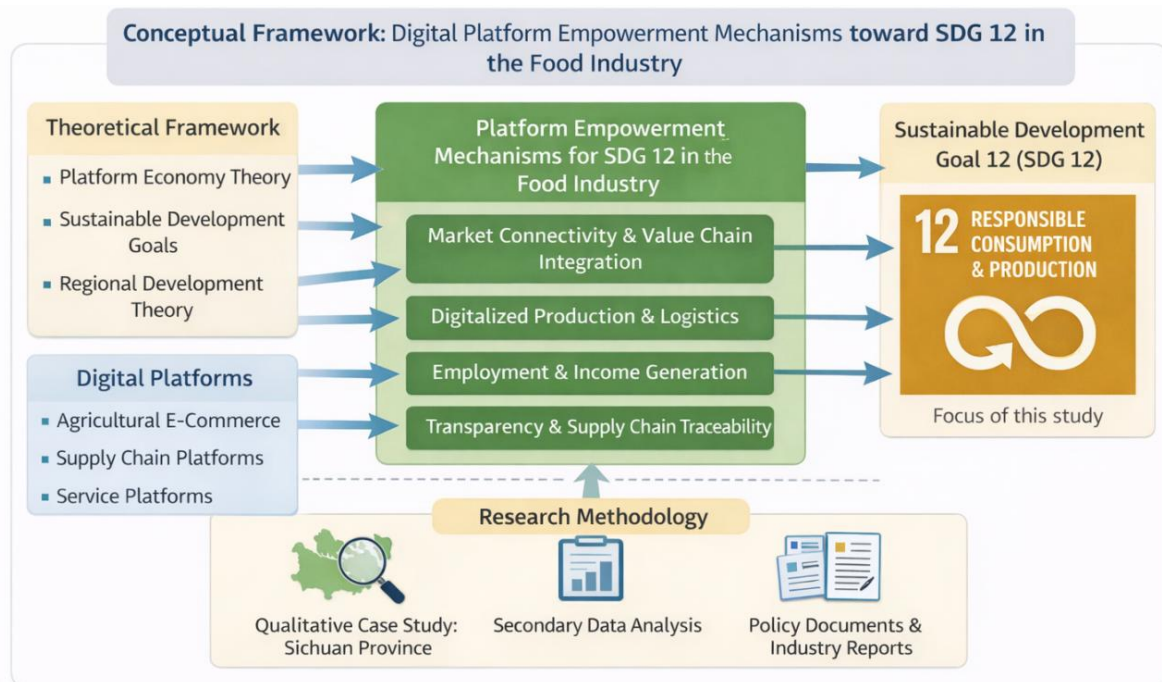 Conceptual Framework: Digital Platform Empowerment Mechanisms toward SDG 12 in
the Food Industry
Theoretical Framework
▪ Platform Economy Theory
▪ Sustainable Development
Goals
▪ Regional Development
Theory
Digital Platforms
▪ Agricultural E-Commerce
▪ Supply Chain Platforms
▪ Service Platforms
Platform Empowerment
Mechanisms for SDG 12 in the
Food Industry
Market Connectivity & Value Chain
Integration
Digitalized Production & Logistics
Employment & Income Generation
Transparency & Supply Chain Traceability
Sustainable Development
Goal 12 (SDG 12)
12 RESPONSIBLE
CONSUMPTION
& PRODUCTION
Focus of this study
Research Methodology
Qualitative Case Study:
Sichuan Province
Secondary Data Analysis
Policy Documents &
Industry Reports